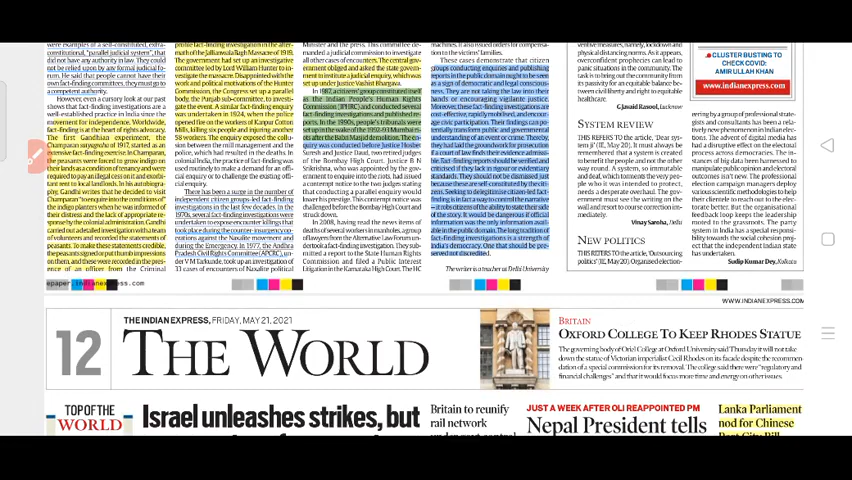 were examples of a self-constituted, extra-
constitutional, "parallel judicial system", that
did not have any authority in law. They could
not be relied upon by any formal judicial fo-
rum. He said that people cannot have their
own fact-finding committees, they must go to
a competent authority.
However, even a cursory look at our past
shows that fact-finding investigations are a
well-established practice in India since the
movement for independence. Worldwide,
fact-finding is at the heart of rights advocacy.
The first Gandhian experiment, the
Champaran satyagraha of 1917, started as an
extensive fact-finding exercise. In Champaran,
the peasants were forced to grow indigo on
their lands as a condition of tenancy and were
required to pay an illegal cess on it and exorbi-
tant rent to local landlords. In his autobiogra-
phy, Gandhi writes that he decided to visit
Champaran "to enquire into the condition" of
the indigo planters when he was informed of
their distress and the lack of appropriate re-
sponse by the colonial administration. Gandhi
carried out a detailed investigation with a team
of volunteers and recorded the statements of
peasants. To make these statements credible,
the peasants signed or put thumb impressions
on them, and these were recorded in the pres-
ence of an officer from the Criminal
public fact-finding investigation in the after-
math of the Jallianwala Bagh Massacre of 1919.
The government had set up an investigative
committee led by Lord William Hunter to in-
vestigate the massacre. Disappointed with the
work and political motivations of the Hunter
Commission, the Congress set up a parallel
body, the Punjab sub-committee, to investi-
gate the event. A similar fact-finding enquiry
was undertaken in 1924, when the police
opened fire on the workers of Kanpur Cotton
Mills, killing six people and injuring another
58 workers. The enquiry exposed the collu-
sion between the mill management and the
police, which had resulted in the deaths. In
colonial India, the practice of fact-finding was
used routinely to make a demand for an offi-
cial enquiry or to challenge the exiting offi-
cial enquiry.
There has been a surge in the number of
independent citizen groups-led fact-finding
investigations in the last few decades. In the
1970s, several fact-finding investigations were
undertaken to expose encounter killings that
took place during the counter-insurgency op-
erations against the Naxalite movement and
during the Emergency. In 1977, the Andhra
Pradesh Civil Rights Committee (APCRC), un-
der V M Tarkunde, took up an investigation of
33 cases of encounters of Naxalite political
Minister and the press. This committee de-
manded a judicial commission to investigate
all other cases of encounters. The central gov-
ernment obliged and asked the state govern-
ment to institute a judicial enquiry, which was
set up under Justice Vashist Bhargava.
In 1987, a citizens' group constituted itself
as the Indian People's Human Rights
Commission (IPHRC) and conducted several
fact-finding investigations and published re-
ports. In the 1990s, people's tribunals were
set up in the wake of the 1992-93 Mumbai ri-
ots after the Babri Masjid demolition. The en-
quiry was conducted before Justice Hosbet
Suresh and Justice Daud, onwetired judges
of the Bombay High Court. Justice B N
Srikrishna, who was appointed by the gov-
ernment to enquire into the riots, had issued
a contempt notice to the two judges stating
that conducting a parallel enquiry would
lower his prestige. This contempt notice was
challenged before the Bombay High Court and
struck down.
In 2008, having read the news items of
deaths of several workers in manholes, a group
of lawyers from the Alternative Law Forum un-
dertook a fact-finding investigation. They sub-
mitted a report to the State Human Rights
Commission and filed a Public Interest
Litigation in the Karnataka High Court. The HC
machines. It also issued orders for compensa-
tion to the victims' families.
These cases demonstrate that citizen
groups conducting enquiries and publishing
reports in the public domain ought to be seen
as a sign of democratic and legal conscious-
ness. They are not taking the law into their
hands or encouraging vigilante justice.
Moreover, these fact-finding investigations are
cost-effective, rapidly mobilised, and encour-
age civic participation. Their findings can po-
tentially transform public and governmental
understanding of an event or crime. Thereby,
they had laid the groundwork for prosecution
if a court of law finds their evidence admissi-
ble. Fact-finding reports should be verified and
criticised if they lack in rigour or evidentiary
standards. They should not be dismissed just
because these are self-constituted by the citi-
zens. Seeking to delegitimise citizen-led fact-
finding is in fact a way to control the narrative
— it robs citizens of the ability to state their side
of the story. It would be dangerous if official
information was the only information avail-
able in the public domain. The long tradition of
fact-finding investigations is a strength of
India's democracy. One that should be pre-
served not discredited.
The writer is a teacher at Delhi University
ventive measures, namely, lockdown and
physical distancing norms. As it appears,
overconfident prophecies can lead to
panic situations in the community. The
task is to bring out the community from
its passivity for an equitable balance be-
tween civil liberty and right to equitable
healthcare.
G Javaid Rasool, Lucknow
SYSTEM REVIEW
THIS REFERS TO the article, 'Dear sys-
tem ji' (IE, May 20). It must always be
remembered that a system is created
to benefit the people and not the other
way round. A system, so immutable
and dead, which torments the very peo-
ple who it is intended to protect,
needs a desperate overhaul. The gov-
ernment must see the writing on the
wall and resort to course correction im-
mediately.
Vinay Saroha, Delhi
NEW POLITICS
THIS REFERS TO the article, 'Outsourcing
politics' (IE, May 20). Organised election-
CLUSTER BUSTING TO
CHECK COVID:
AMIR ULLAH KHAN
www.indianexpress.com
eering with the help of professional strate-
gists and consultants has been a rela-
tively new phenomenon in Indian elec-
tions. The advent of digital media has
had a disruptive effect on the electoral
process across democracies. The in-
stances of big data being harnessed to
manipulate public opinion and electoral
outcomes isn't new. The professional
election campaign managers deploy
various means and strategies to help
their clientele to reach out to the elec-
torate better. But the organisational
feedback loop keeps the leadership
moored to the grassroots. The party
system in India has a special responsi-
bility towards the social cohesion proj-
ect that the independent Indian state
has undertaken.
Sudip Kumar Dey, Kolkata
epaper.indianexpress.com
WWW.INDIANEXPRESS.COM
12
THE INDIAN EXPRESS, FRIDAY, MAY 21, 2021
THE WORLD
BRITAIN
OXFORD COLLEGE TO KEEP RHODES STATUE
The governing body of Oriel College at Oxford University said Thursday it will not take
down the statue of Victorian imperialist Cecil Rhodes on its facade despite the recommen-
dation of a special commission for its removal. The college said there were "regulatory and
financial challenges" and that it would focus more time and energy on other issues.
TOP OF THE
WORLD
Israel unleashes strikes, but
Britain to reunify
rail network
JUST A WEEK AFTER OLI REAPPOINTED PM
Nepal President tells
Lanka Parliament
nod for Chinese
Port City Bill